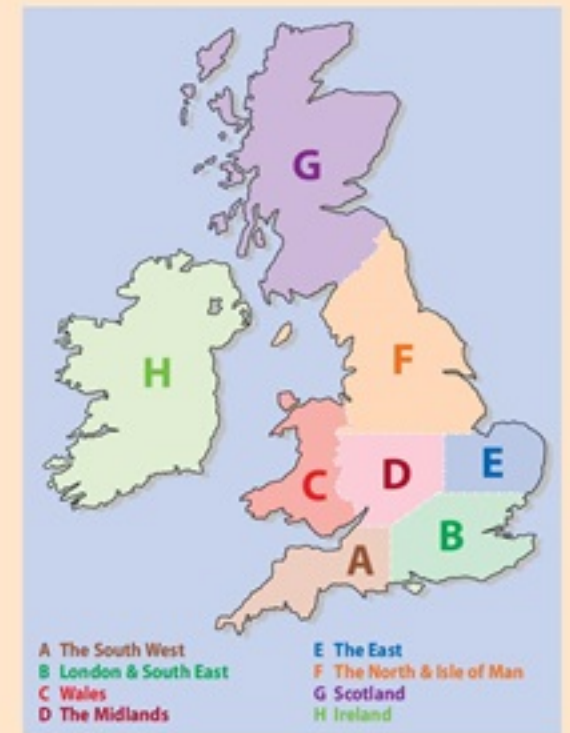 G
H
F
C
D
E
B
A
A The South West
B London & South East
C Wales
D The Midlands
E The East
F The North & Isle of Man
G Scotland
H Ireland